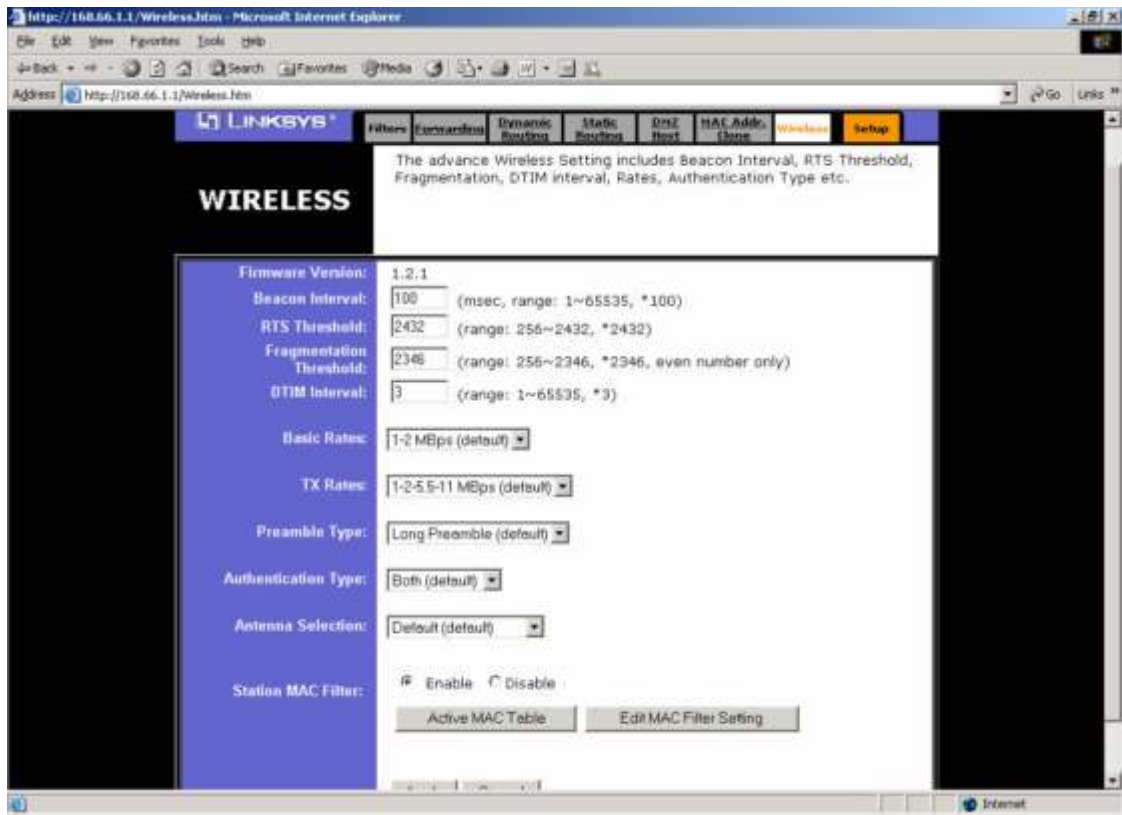 http://168.66.1.1/Wireless.htm - Microsoft Internet Explorer
File Edit View Favorites Tools Help
Back Search Favorites Media
Address http://168.66.1.1/Wireless.htm Go Links »
LINKSYS® Filters Forwarding Dynamic Routing Static Routing DMZ Host MAC Addr. Clone Wireless Setup
WIRELESS
The advance Wireless Setting includes Beacon Interval, RTS Threshold,
Fragmentation, DTIM interval, Rates, Authentication Type etc.
Firmware Version: 1.2.1
Beacon Interval: 100 (msec, range: 1~65535, *100)
RTS Threshold: 2432 (range: 256~2432, *2432)
Fragmentation Threshold: 2346 (range: 256~2346, *2346, even number only)
DTIM Interval: 3 (range: 1~65535, *3)
Basic Rates: 1-2 MBps (default)
TX Rates: 1-2-5.5-11 MBps (default)
Preamble Type: Long Preamble (default)
Authentication Type: Both (default)
Antenna Selection: Default (default)
Station MAC Filter: Enable Disable
Active MAC Table Edit MAC Filter Setting
Internet